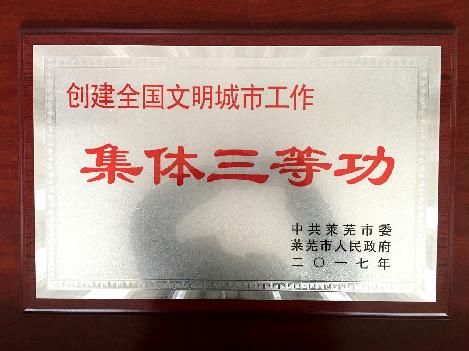 创建全国文明城市工作
集体三等功
中共莱芜市委
莱芜市人民政府
二〇一七年